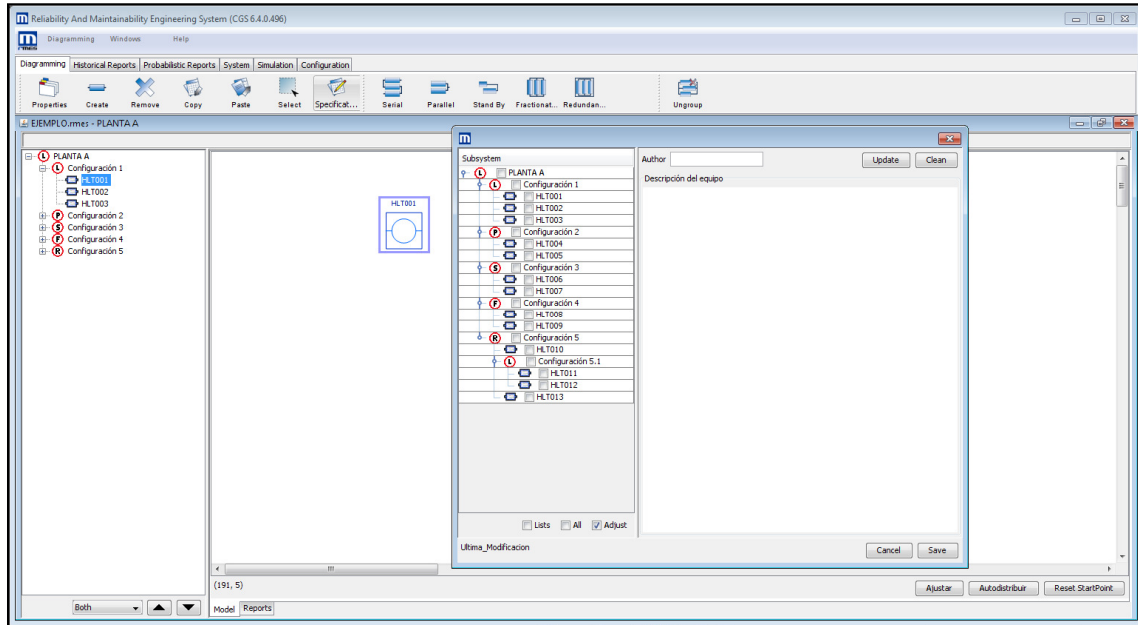 Reliability And Maintainability Engineering System (CGS 6.4.0.496)
Diagramming Windows Help
Diagramming Historical Reports Probabilistic Reports System Simulation Configuration
Properties Create Remove Copy Paste Select Specificat... Serial Parallel Stand By Fractionat... Redundan... Ungroup
EJEMPLO.rmes - PLANTA A
L PLANTA A
L Configuración 1
HLT001
HLT002
HLT003
P Configuración 2
S Configuración 3
F Configuración 4
R Configuración 5
Both
HLT001
(191, 5)
Model Reports
Ajustar Autodistribuir Reset StartPoint
Subsystem
L PLANTA A
L Configuración 1
HLT001
HLT002
HLT003
P Configuración 2
HLT004
HLT005
S Configuración 3
HLT006
HLT007
F Configuración 4
HLT008
HLT009
R Configuración 5
HLT010
L Configuración 5.1
HLT011
HLT012
HLT013
Lists All Adjust
Ultima_Modificacion
Author Update Clean
Descripción del equipo
Cancel Save